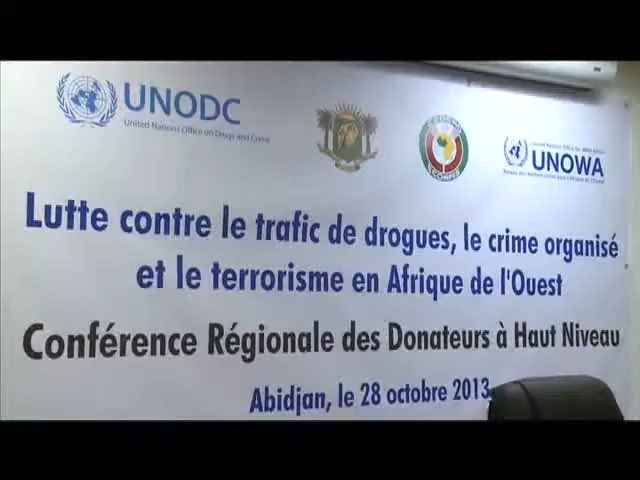 UNODC
United Nations Office on Drugs and Crime
UNOWA
Lutte contre le trafic de drogues, le crime organisé
et le terrorisme en Afrique de l'Ouest
Conférence Régionale des Donateurs à Haut Niveau
Abidjan, le 28 octobre 2013